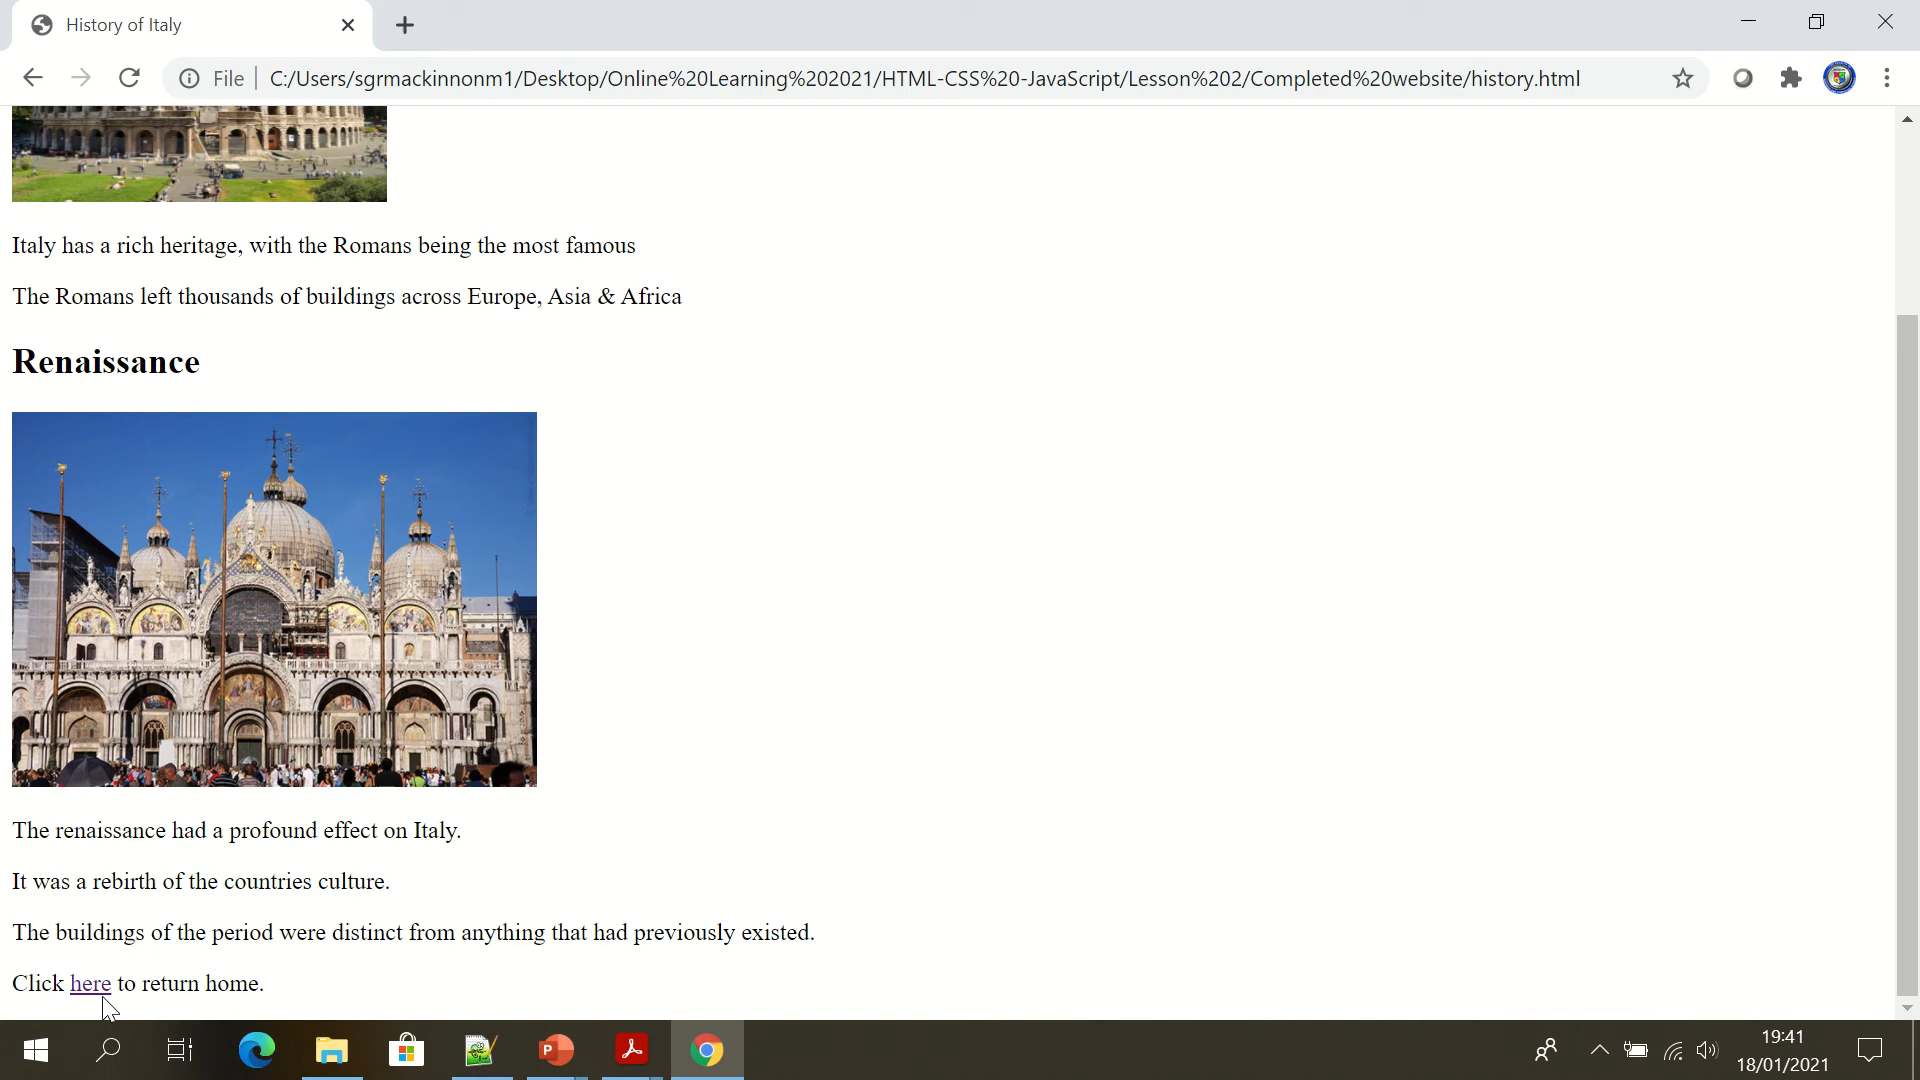 History of Italy
File C:/Users/sgrmackinnonm1/Desktop/Online%20Learning%202021/HTML-CSS%20-JavaScript/Lesson%202/Completed%20website/history.html
Italy has a rich heritage, with the Romans being the most famous
The Romans left thousands of buildings across Europe, Asia & Africa
Renaissance
The renaissance had a profound effect on Italy.
It was a rebirth of the countries culture.
The buildings of the period were distinct from anything that had previously existed.
Click here to return home.
19:41
18/01/2021